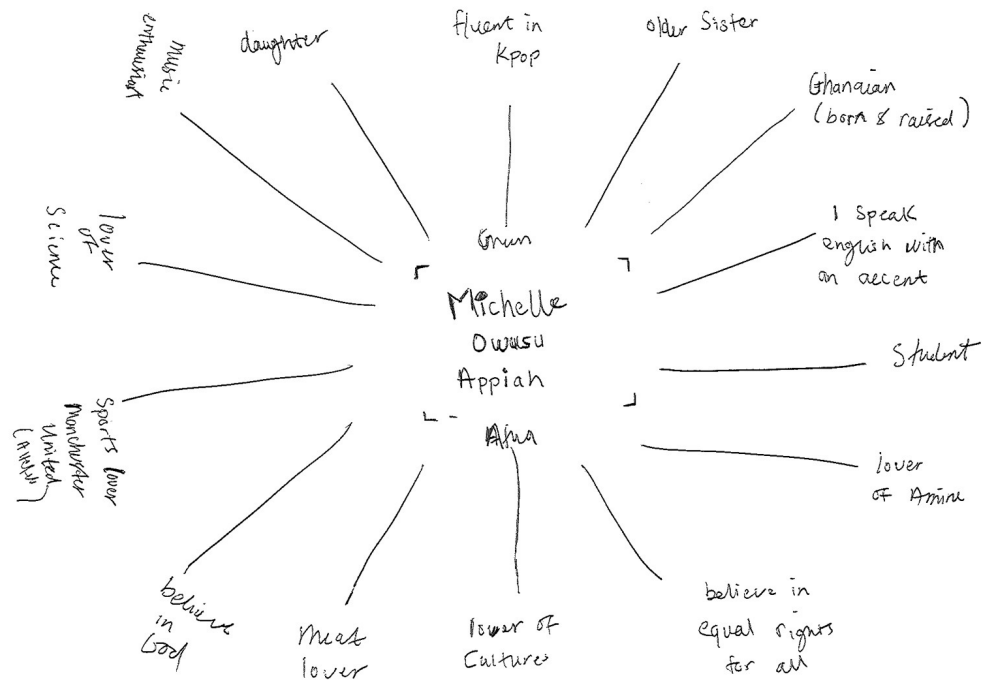 music
enthusiast
daughter
fluent in
Kpop
older Sister
Ghanaian
(born & raised)
I speak
english with
an accent
Student
lover
of Anime
believe in
equal rights
for all
lover of
Cultures
Meat
lover
believe
in
God
Sports lover
Manchester
United
lover
of
Science
Michelle
Owusu
Appiah